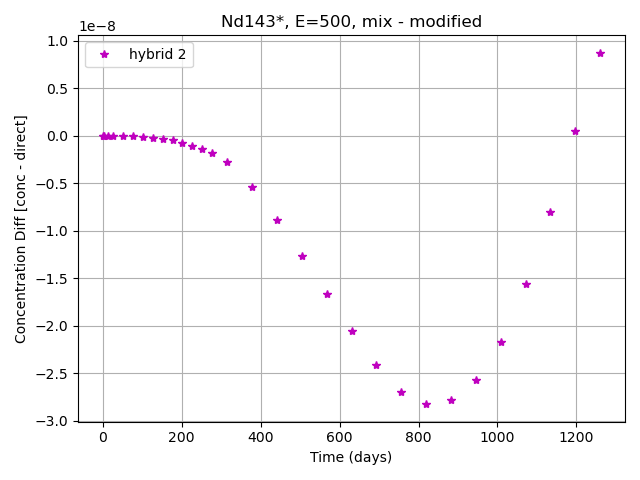 Nd143*, E=500, mix - modified
1e−8
hybrid 2
1.0
0.5
0.0
−0.5
−1.0
−1.5
−2.0
−2.5
−3.0
Concentration Diff [conc - direct]
0 200 400 600 800 1000 1200
Time (days)